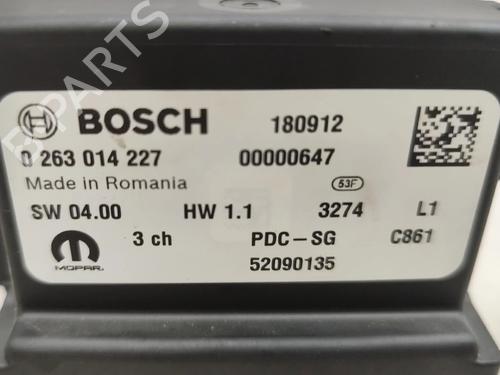 BOSCH 180912
0 263 014 227 00000647
Made in Romania 53F
SW 04.00 HW 1.1 3274 L1
3 ch PDC-SG C861
MOPAR 52090135
B-Parts